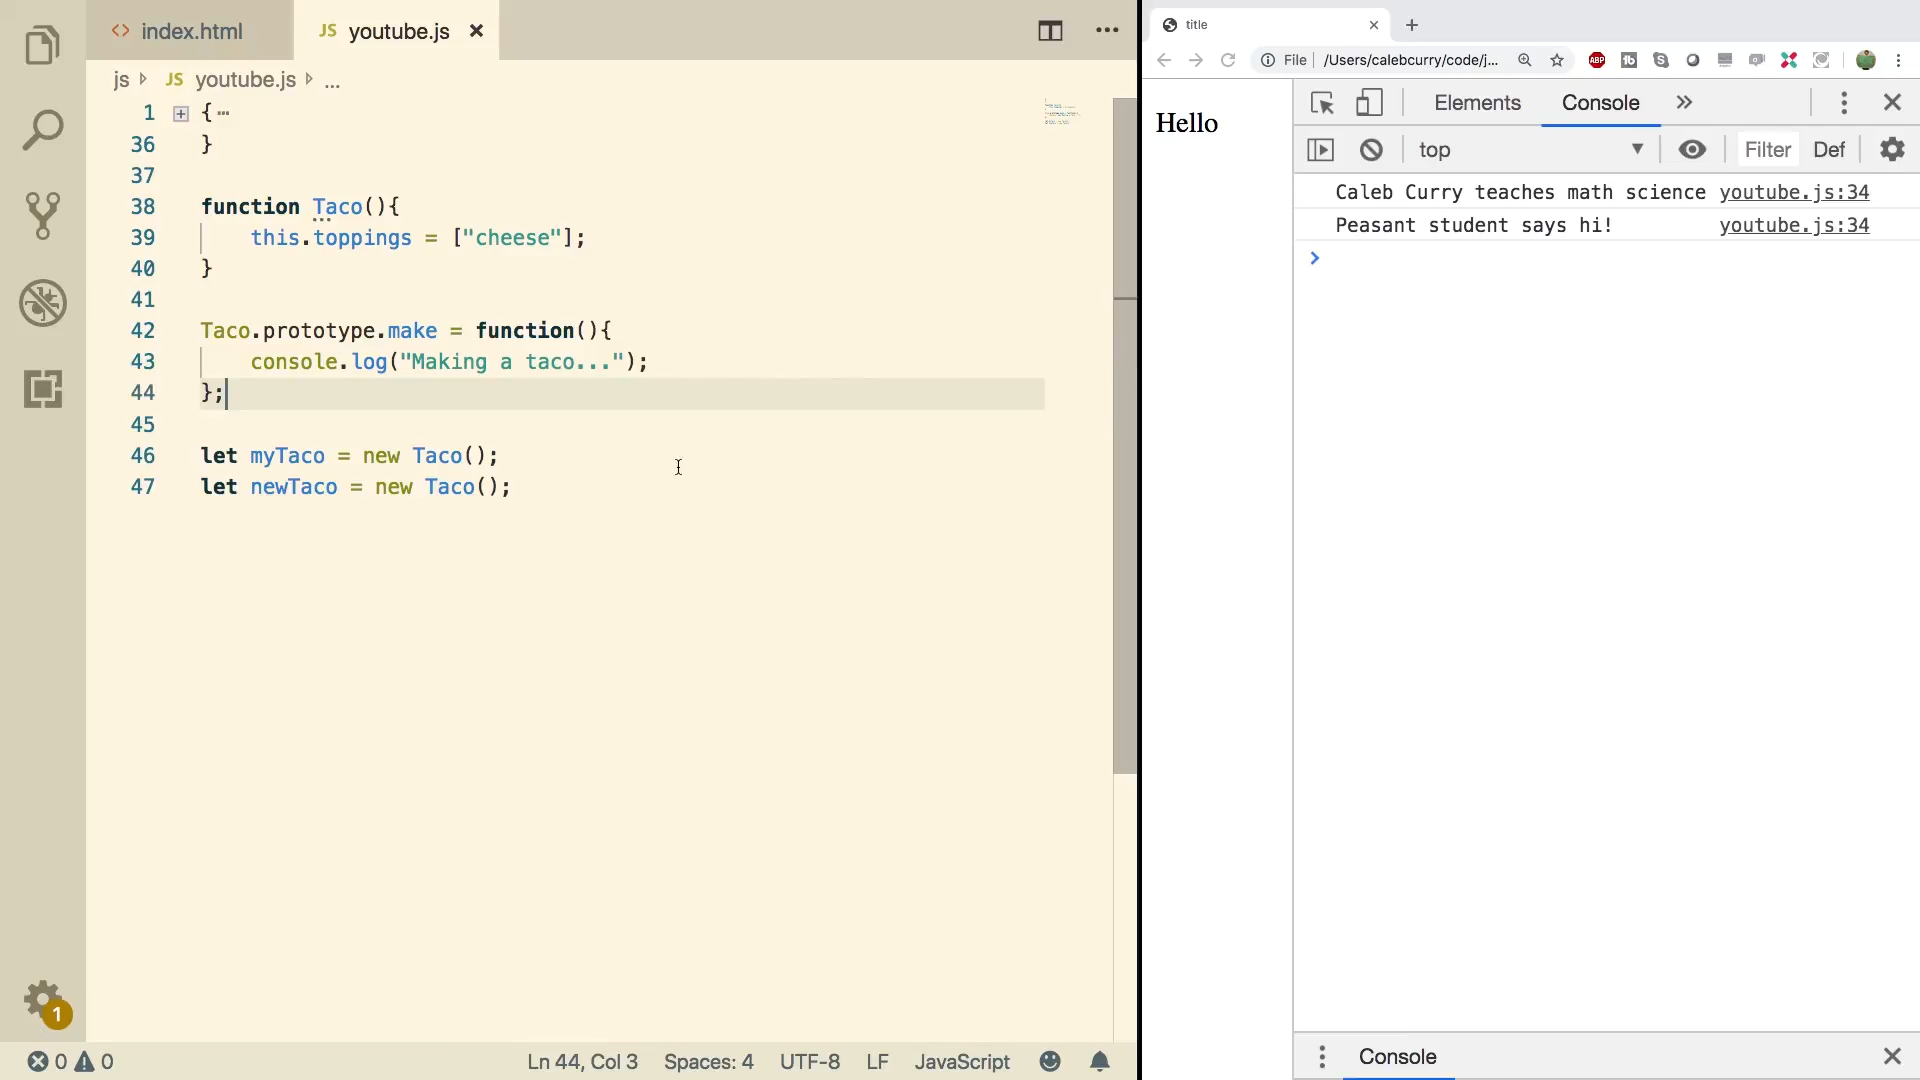 index.html
JS youtube.js
js JS youtube.js ...
1 {
36 }
37
38 function Taco(){
39 this.toppings = ["cheese"];
40 }
41
42 Taco.prototype.make = function(){
43 console.log("Making a taco...");
44 };
45
46 let myTaco = new Taco();
47 let newTaco = new Taco();
1
0 0
Ln 44, Col 3 Spaces: 4 UTF-8 LF JavaScript
title
File /Users/calebcurry/code/j...
ABP
Hello
Elements Console
top Filter Def
Caleb Curry teaches math science youtube.js:34
Peasant student says hi! youtube.js:34
Console